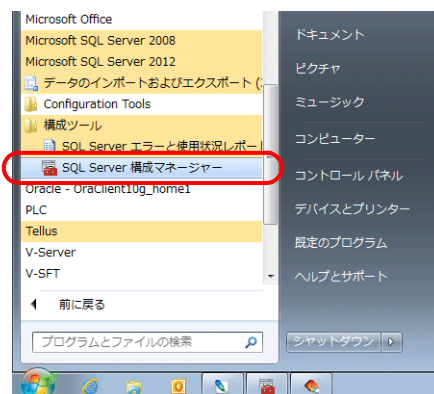 Microsoft Office
Microsoft SQL Server 2008
Microsoft SQL Server 2012
データのインポートおよびエクスポート (
Configuration Tools
構成ツール
SQL Server エラーと使用状況レポー
SQL Server 構成マネージャー
Oracle - OraClient10g_home1
PLC
Tellus
V-Server
V-SFT
前に戻る
プログラムとファイルの検索
ドキュメント
ピクチャ
ミュージック
コンピューター
コントロール パネル
デバイスとプリンター
既定のプログラム
ヘルプとサポート
シャットダウン